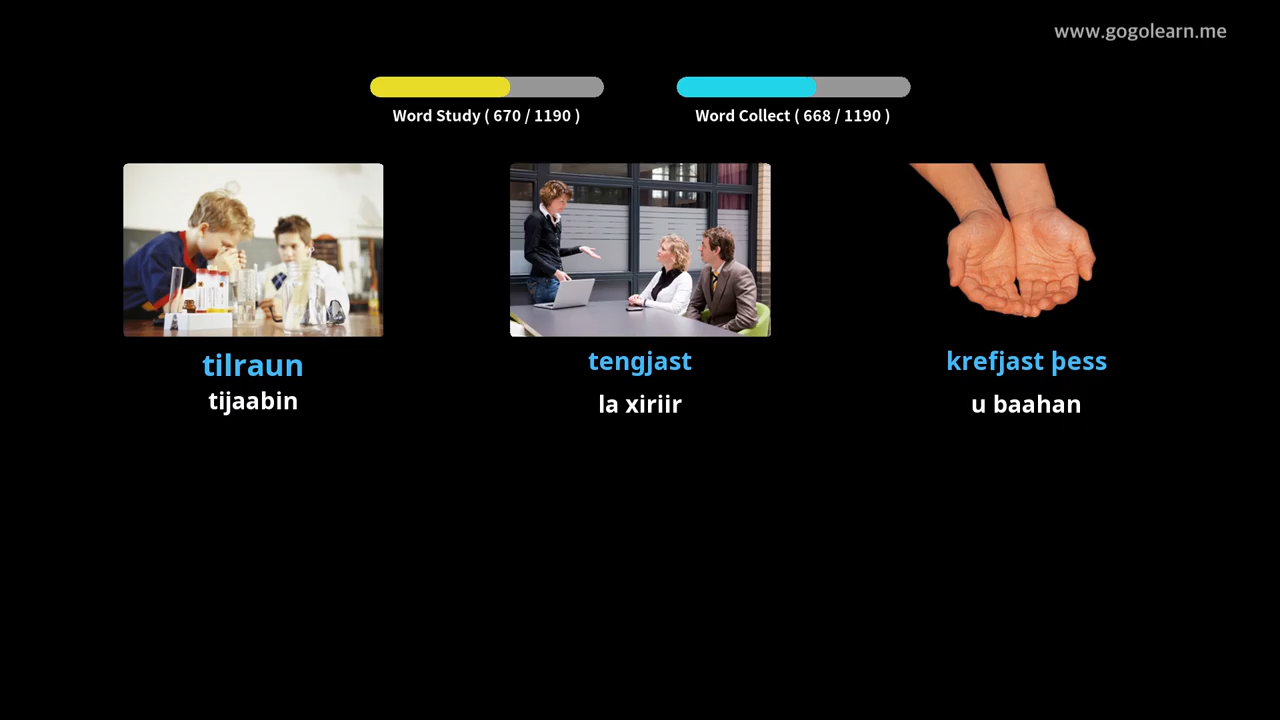 www.gogolearn.me
Word Study ( 670 / 1190 )
Word Collect ( 668 / 1190 )
tilraun
tijaabin
tengjast
la xiriir
krefjast þess
u baahan